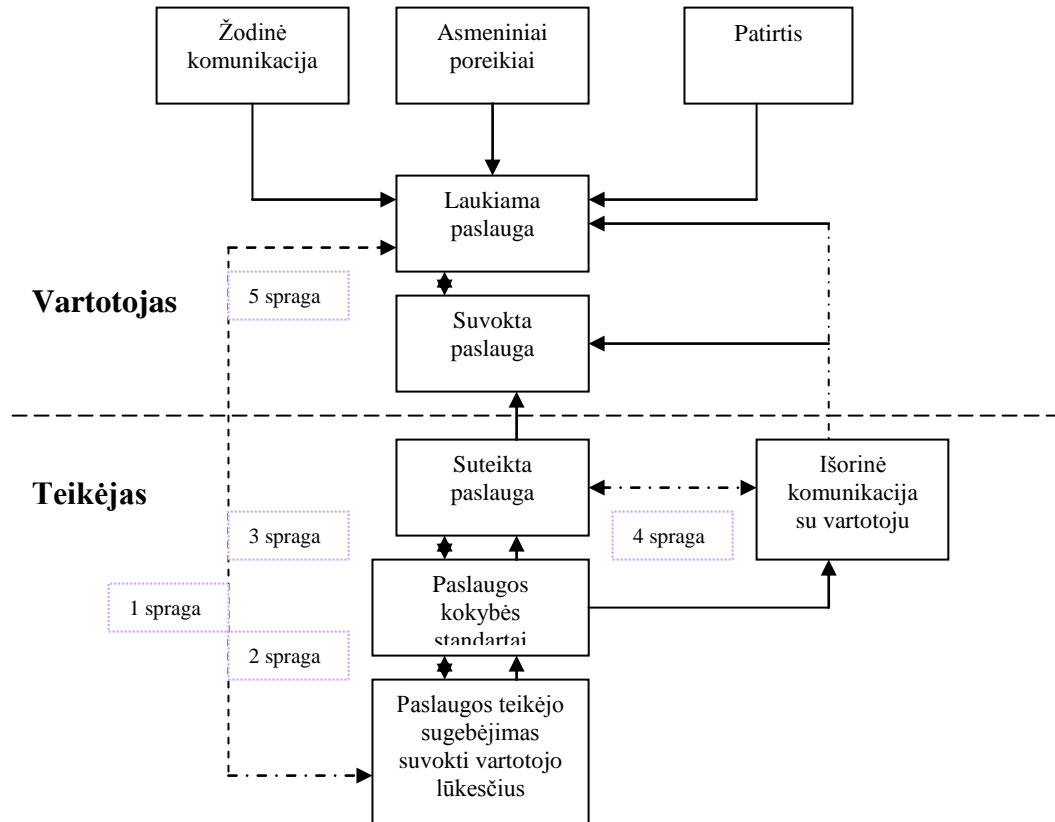 Žodinė
komunikacija
Asmeniniai
poreikiai
Patirtis
Laukiama
paslauga
5 spraga
Vartotojas
Suvokta
paslauga
Teikėjas
Suteikta
paslauga
Išorinė
komunikacija
su vartotoju
3 spraga
4 spraga
Paslaugos
kokybės
standartai
1 spraga
2 spraga
Paslaugos teikėjo
sugebėjimas
suvokti vartotojo
lūkesčius